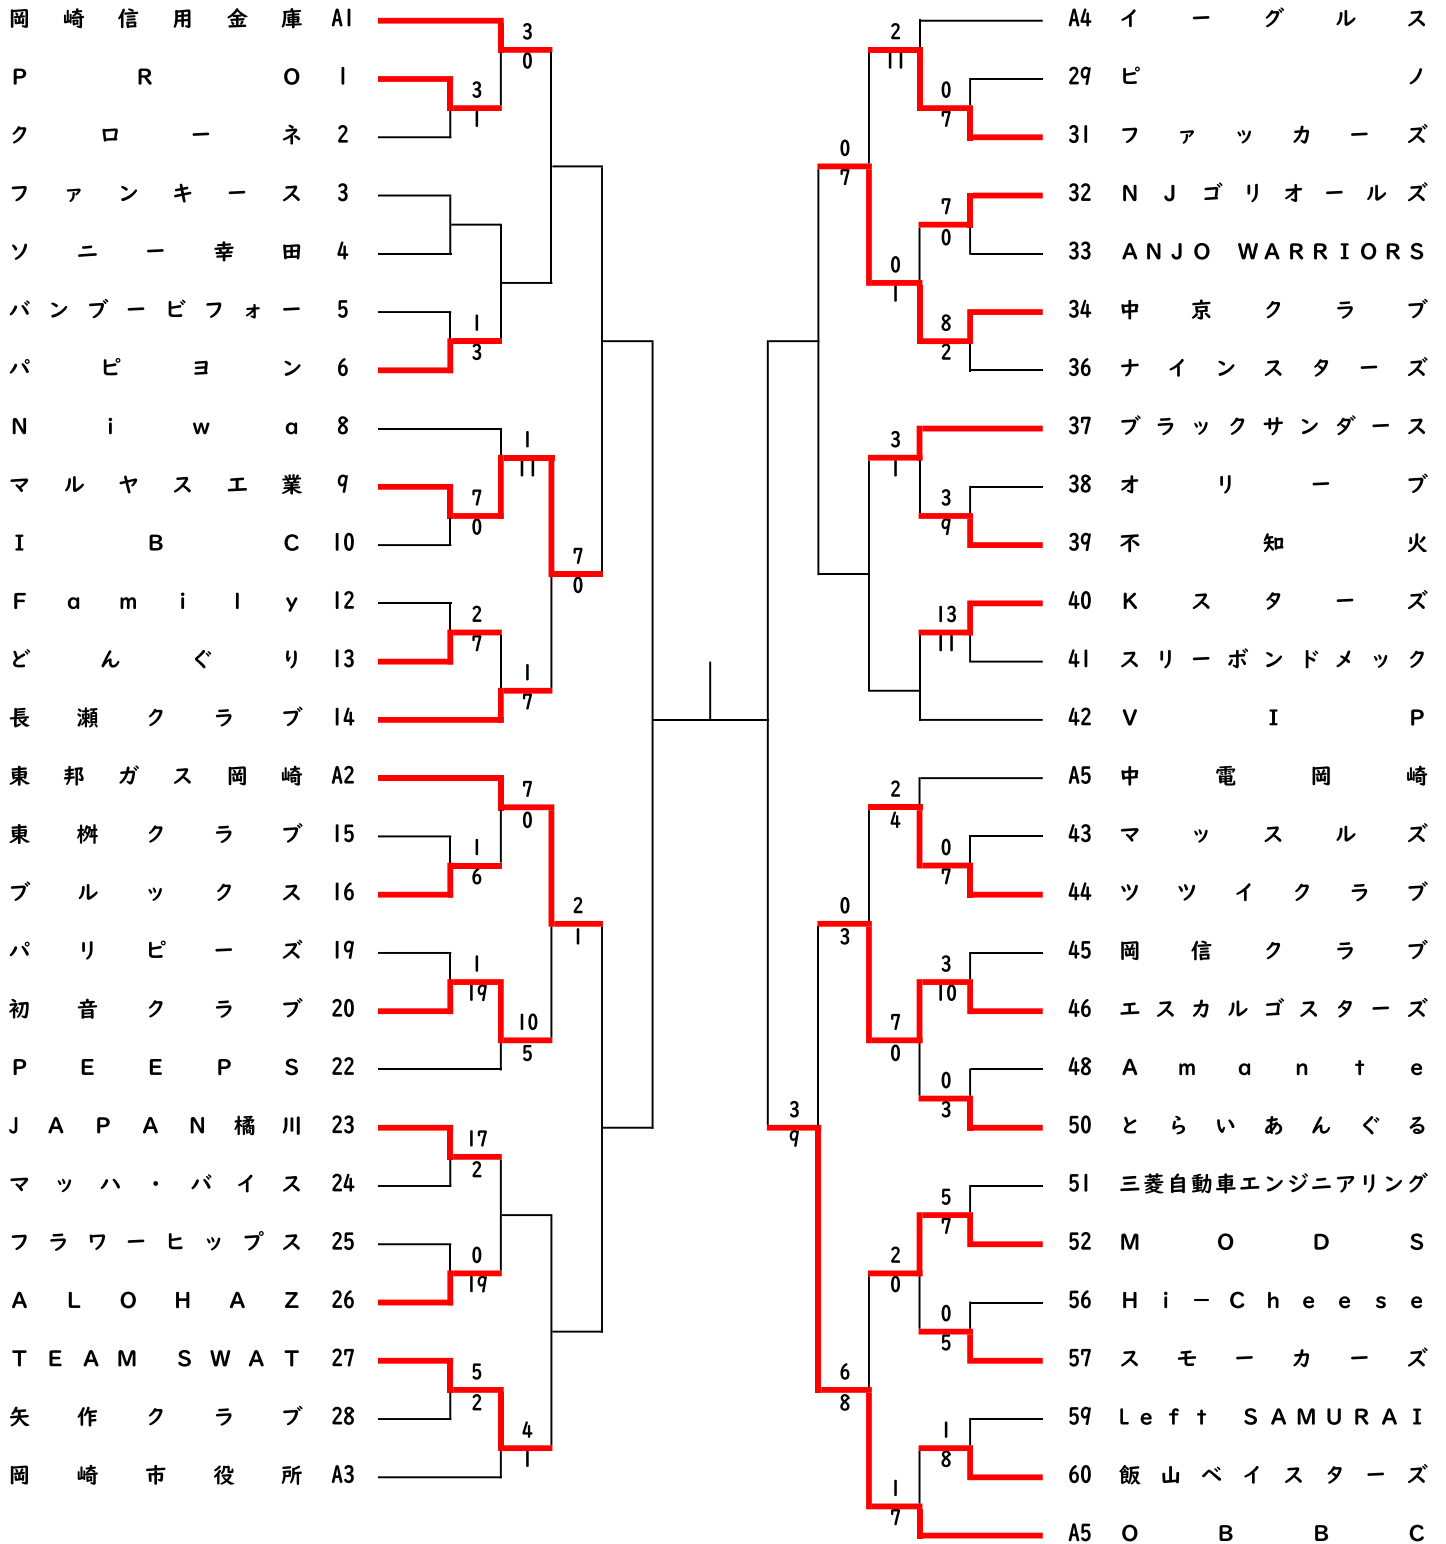 岡崎信用金庫 A1
PRO 1
クローネ 2
ファンキース 3
ソニー幸田 4
バンブービフォー 5
パピヨン 6
Niwa 8
マルヤス工業 9
IBC 10
Family 12
どんぐり 13
長瀬クラブ 14
東邦ガス岡崎 A2
東桝クラブ 15
ブルックス 16
パリピーズ 19
初音クラブ 20
PEEPS 22
JAPAN橘川 23
マッハ・バイス 24
フラワーヒップス 25
ALOHAZ 26
TEAM SWAT 27
矢作クラブ 28
岡崎市役所 A3
3
0
3
1
1
3
1
11
7
0
7
0
2
7
1
7
7
0
1
6
2
1
1
19
10
5
17
2
0
19
5
2
4
1
2
11
0
7
0
7
7
0
0
1
8
2
3
1
3
9
13
11
2
4
0
7
0
3
3
10
7
0
0
3
3
9
5
7
2
0
0
5
6
8
1
8
1
7
A4 イーグルス
29 ピノ
31 ファッカーズ
32 NJゴリオールズ
33 ANJO WARRIORS
34 中京クラブ
36 ナインスターズ
37 ブラックサンダース
38 オリーブ
39 不知火
40 Kスターズ
41 スリーボンドメック
42 VIP
A5 中電岡崎
43 マッスルズ
44 ツツイクラブ
45 岡信クラブ
46 エスカルゴスターズ
48 Amante
50 とらいあんぐる
51 三菱自動車エンジニアリング
52 MODS
56 Hi−Cheese
57 スモーカーズ
59 Left SAMURAI
60 飯山ベイスターズ
A5 OBBC